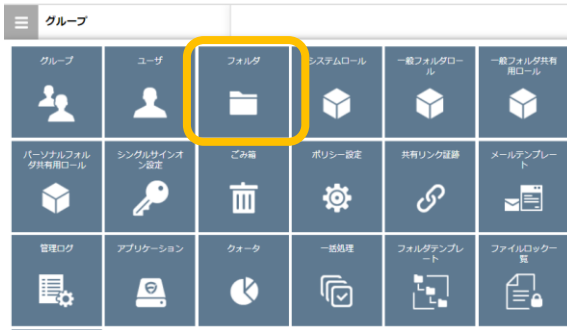 グループ
グループ
ユーザ
フォルダ
システムロール
一般フォルダロー
ル
一般フォルダ共有
用ロール
パーソナルフォル
ダ共有用ロール
シングルサインオ
ン設定
ごみ箱
ポリシー設定
共有リンク証跡
メールテンプレー
ト
管理ログ
アプリケーション
クォータ
一括処理
フォルダテンプレ
ート
ファイルロック一
覧